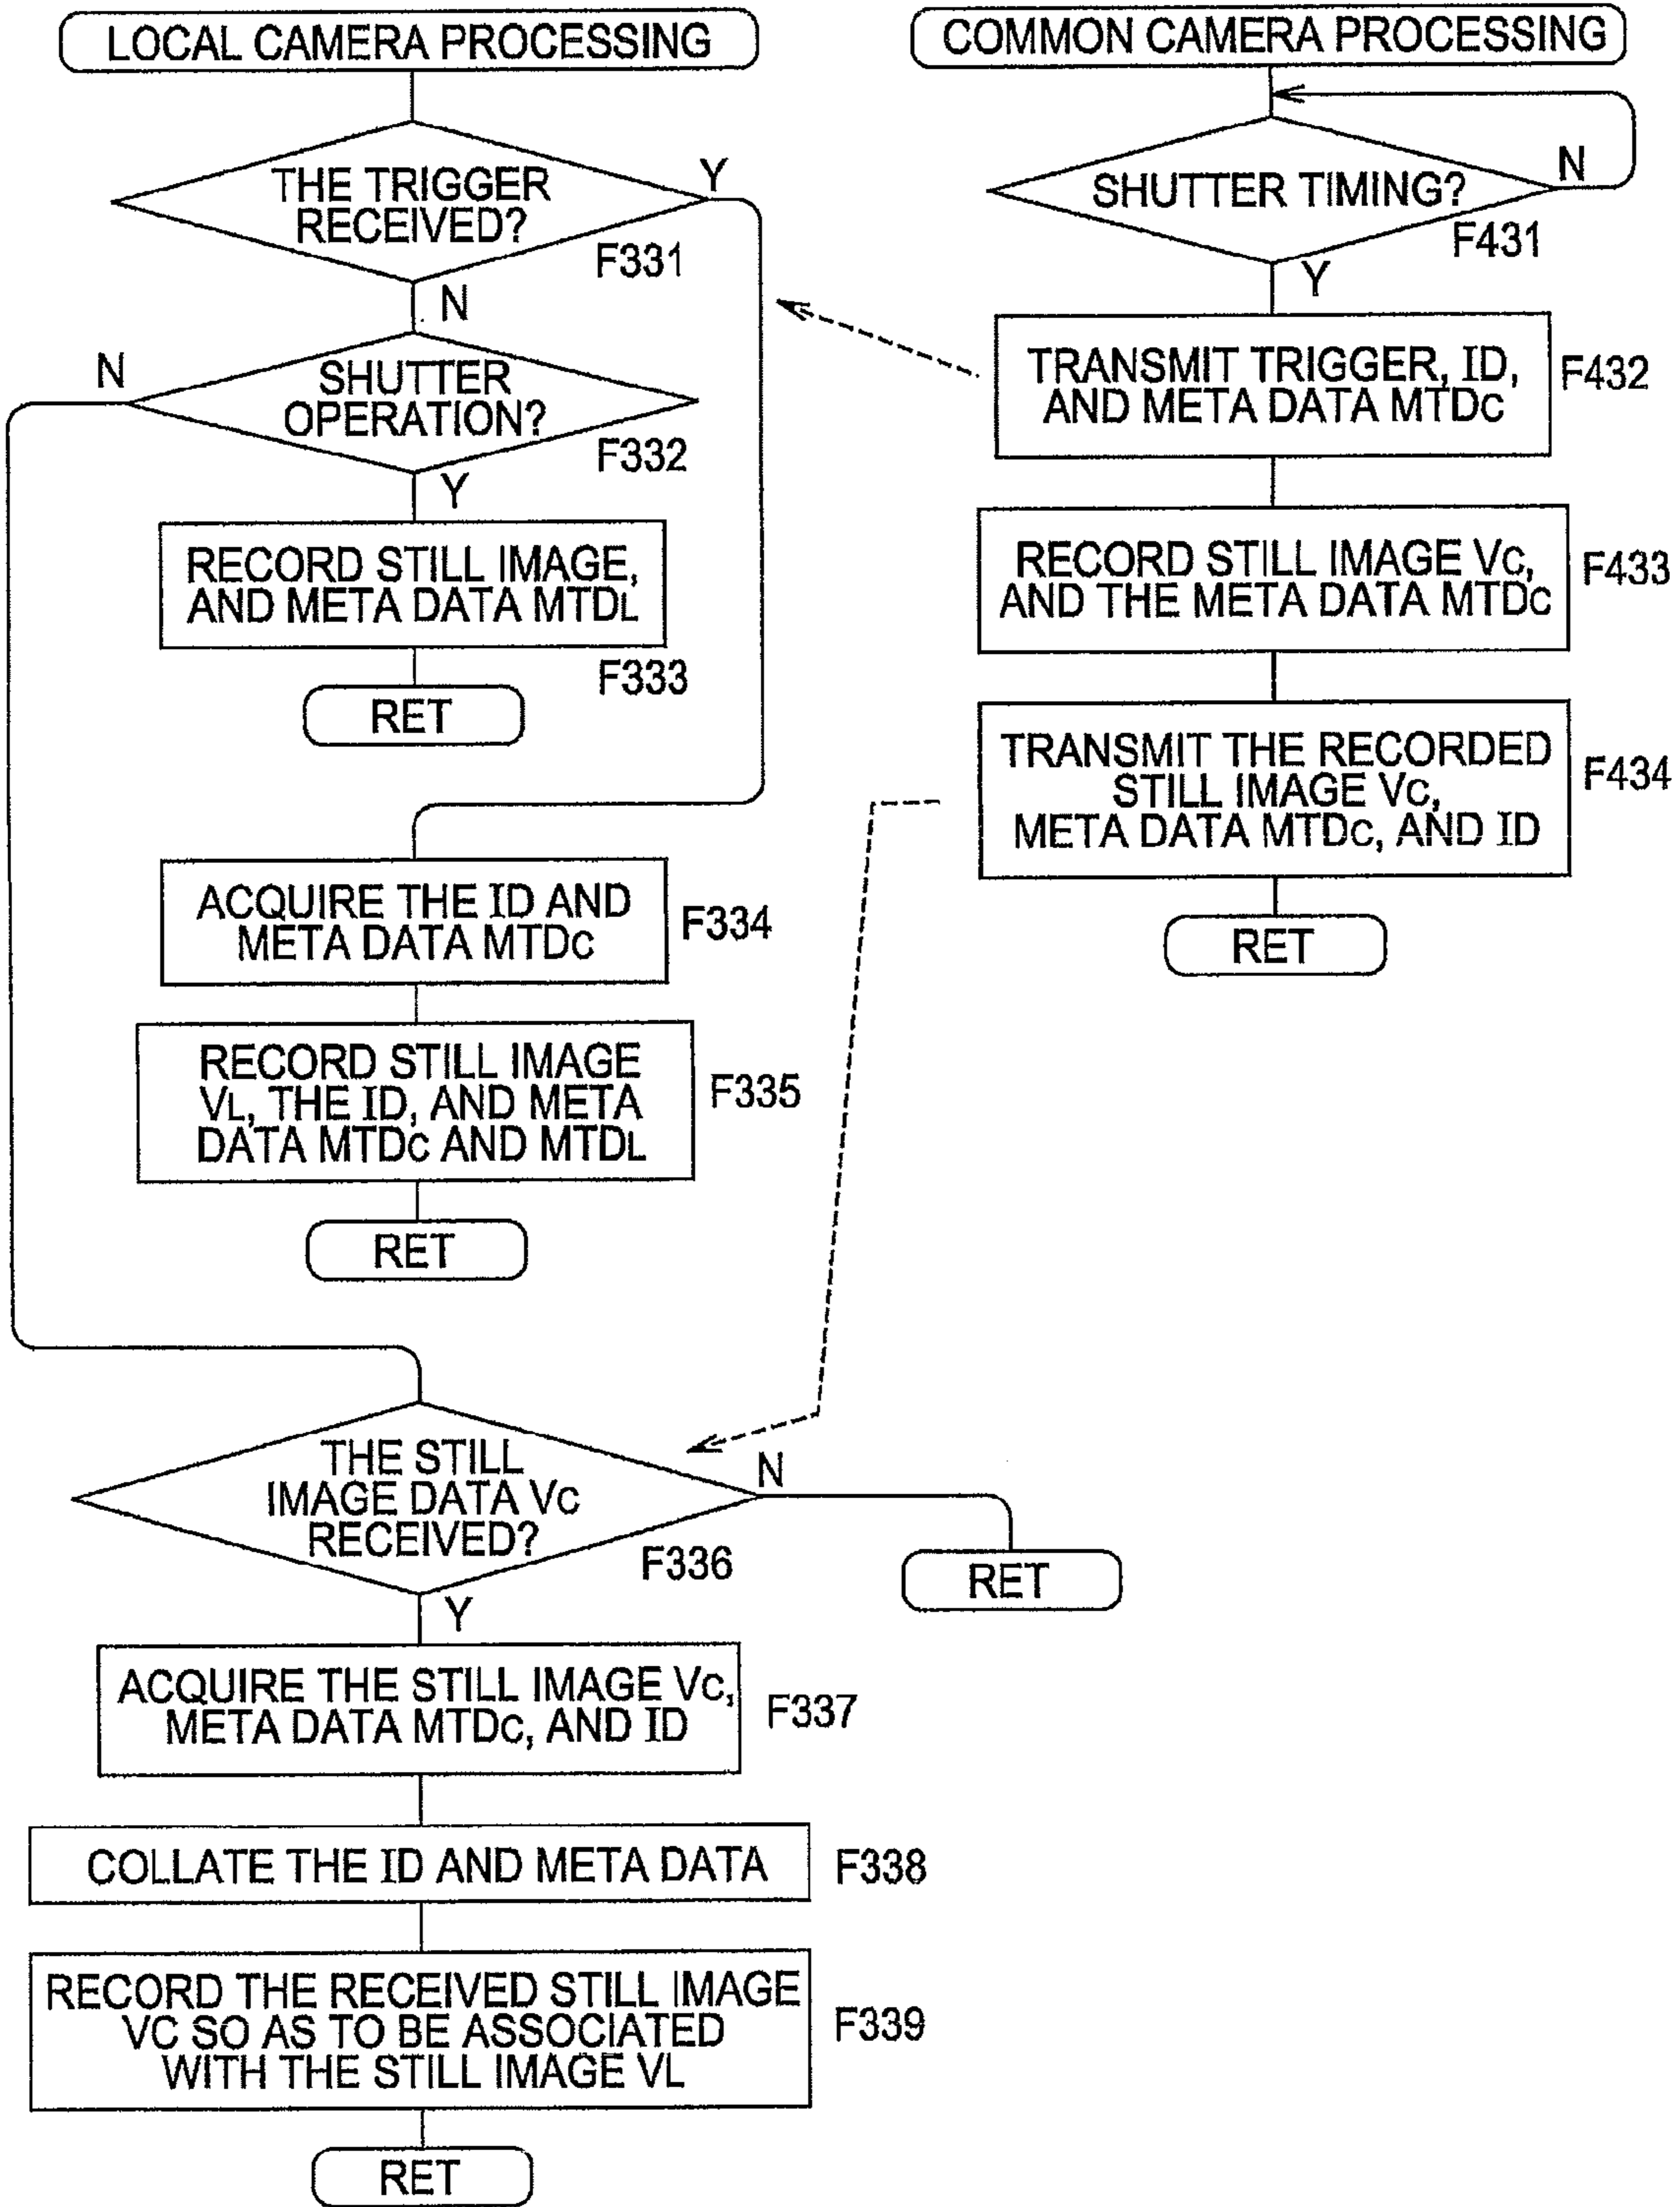 LOCAL CAMERA PROCESSING
THE TRIGGER
RECEIVED?
Y
F331
N
N
SHUTTER
OPERATION?
F332
Y
RECORD STILL IMAGE,
AND META DATA MTDL
F333
RET
ACQUIRE THE ID AND
META DATA MTDC
F334
RECORD STILL IMAGE
VL, THE ID, AND META
DATA MTDC AND MTDL
F335
RET
THE STILL
IMAGE DATA VC
RECEIVED?
N
F336
RET
Y
ACQUIRE THE STILL IMAGE VC,
META DATA MTDC, AND ID
F337
COLLATE THE ID AND META DATA
F338
RECORD THE RECEIVED STILL IMAGE
VC SO AS TO BE ASSOCIATED
WITH THE STILL IMAGE VL
F339
RET
COMMON CAMERA PROCESSING
SHUTTER TIMING?
N
F431
Y
TRANSMIT TRIGGER, ID,
AND META DATA MTDC
F432
RECORD STILL IMAGE VC,
AND THE META DATA MTDC
F433
TRANSMIT THE RECORDED
STILL IMAGE VC,
META DATA MTDC, AND ID
F434
RET